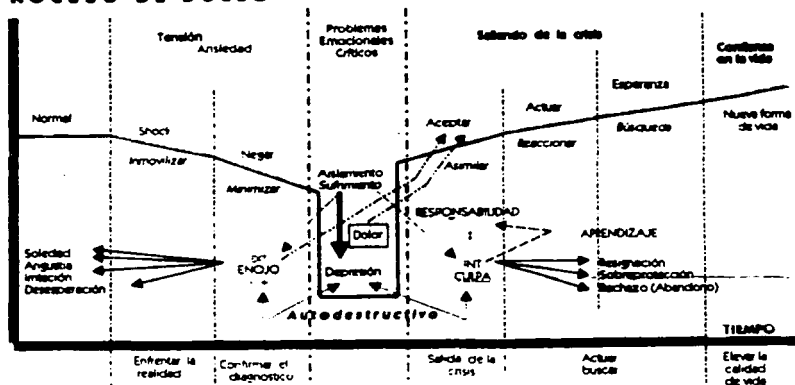 Tensión
Ansiedad
Problemas
Emocionales
Críticos
Saliendo de la crisis
Confianza
en la vida
Normal
Shock
Inmovilizar
Negar
Minimizar
Aislamiento
Sufrimiento
Aceptar
Asimilar
Actuar
Reaccionar
Esperanza
Búsqueda
Nueva forma
de vida
Soledad
Angustia
Irritación
Desesperación
ENOJO
Dolor
Depresión
RESPONSABILIDAD
INT
CULPA
APRENDIZAJE
Resignación
Sobreprotección
Rechazo (Abandono)
Autodestructivo
TIEMPO
Enfrentar la
realidad
Confirmar el
diagnostico
Salida de la
crisis
Actuar
buscar
Elevar la
calidad
de vida